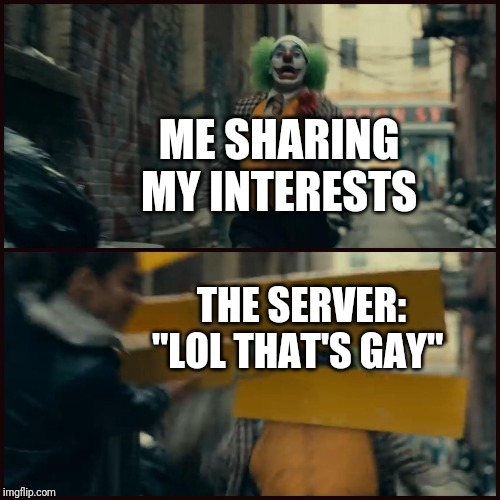 ME SHARING
MY INTERESTS
THE SERVER:
"LOL THAT'S GAY"
imgflip.com